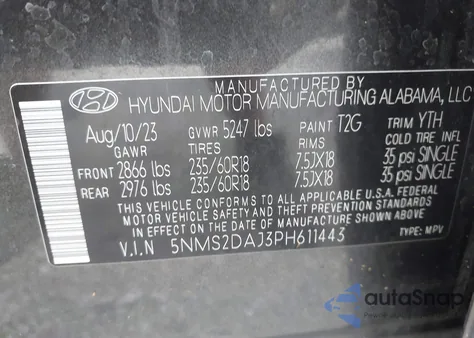 MANUFACTURED BY
HYUNDAI MOTOR MANUFACTURING ALABAMA, LLC
Aug/10/23 GVWR 5247 lbs PAINT T2G TRIM YTH
GAWR TIRES RIMS COLD TIRE INFL
FRONT 2866 lbs 235/60R18 7.5JX18 35 psi SINGLE
REAR 2976 lbs 235/60R18 7.5JX18 35 psi SINGLE
THIS VEHICLE CONFORMS TO ALL APPLICABLE U.S.A. FEDERAL
MOTOR VEHICLE SAFETY AND THEFT PREVENTION STANDARDS
IN EFFECT ON THE DATE OF MANUFACTURE SHOWN ABOVE.
V.I.N 5NMS2DAJ3PH611443 TYPE: MPV
autoSnap